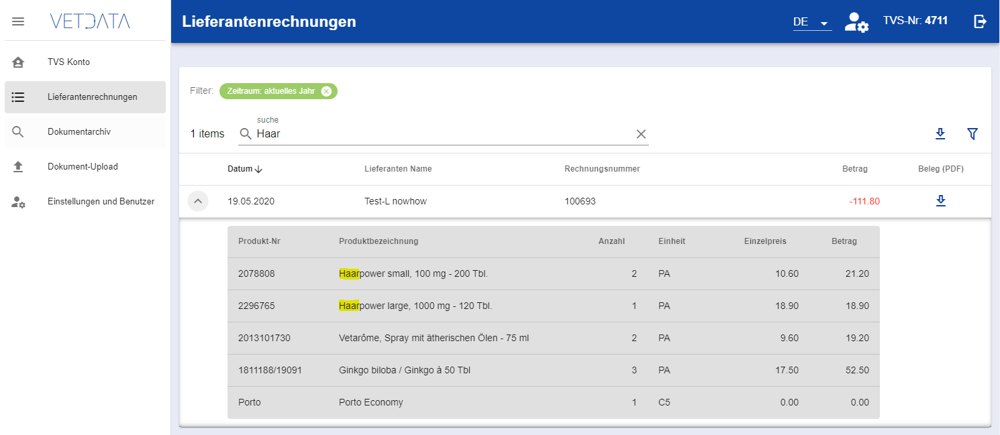 VETDATA
Lieferantenrechnungen
DE
TVS-Nr: 4711
TVS Konto
Lieferantenrechnungen
Dokumentarchiv
Dokument-Upload
Einstellungen und Benutzer
Filter: Zeitraum: aktuelles Jahr
suche
1 items Haar
Datum Lieferanten Name Rechnungsnummer Betrag Beleg (PDF)
19.05.2020 Test-L nowhow 100693 -111.80
Produkt-Nr Produktbezeichnung Anzahl Einheit Einzelpreis Betrag
2078808 Haarpower small, 100 mg - 200 Tbl. 2 PA 10.60 21.20
2296765 Haarpower large, 1000 mg - 120 Tbl. 1 PA 18.90 18.90
2013101730 Vetarôme, Spray mit ätherischen Ölen - 75 ml 2 PA 9.60 19.20
1811188/19091 Ginkgo biloba / Ginkgo à 50 Tbl 3 PA 17.50 52.50
Porto Porto Economy 1 C5 0.00 0.00